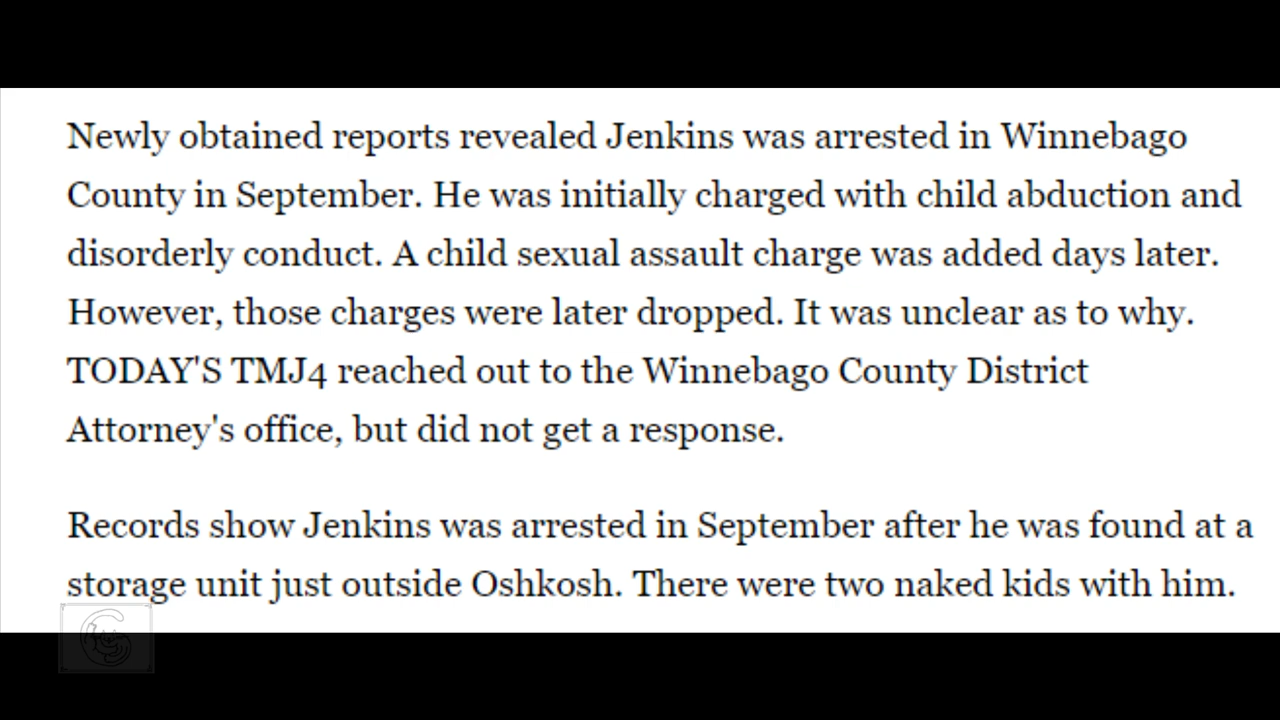 Newly obtained reports revealed Jenkins was arrested in Winnebago
County in September. He was initially charged with child abduction and
disorderly conduct. A child sexual assault charge was added days later.
However, those charges were later dropped. It was unclear as to why.
TODAY'S TMJ4 reached out to the Winnebago County District
Attorney's office, but did not get a response.
Records show Jenkins was arrested in September after he was found at a
storage unit just outside Oshkosh. There were two naked kids with him.